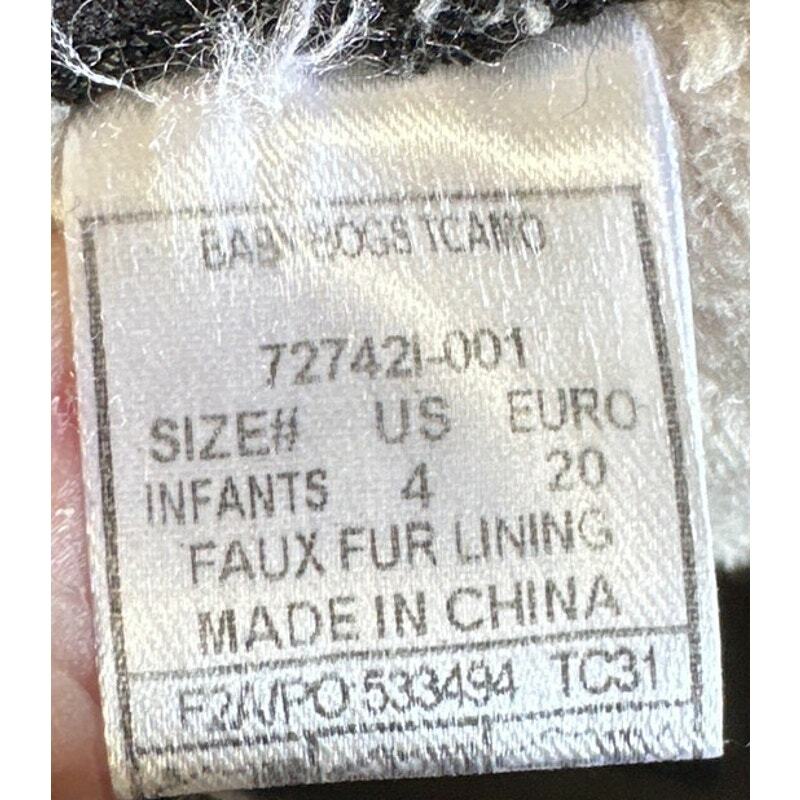 BABY BOGS TCAMO
72742I-001
SIZE# US EURO
INFANTS 4 20
FAUX FUR LINING
MADE IN CHINA
F2A/PO 533494 TC31